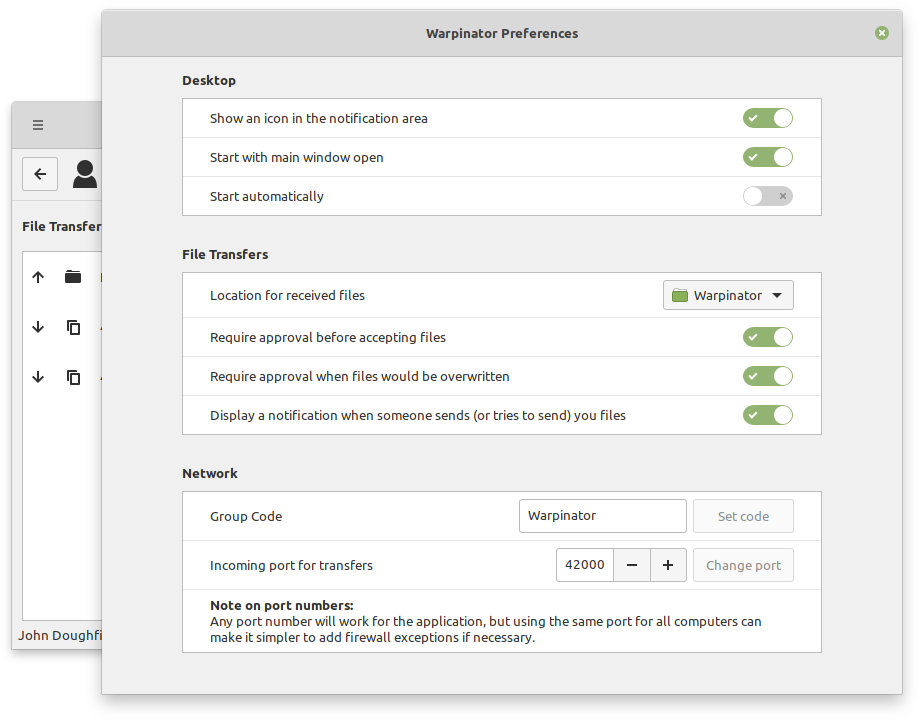 Warpinator Preferences
Desktop
Show an icon in the notification area
Start with main window open
Start automatically
File Transfers
Location for received files
Warpinator
Require approval before accepting files
Require approval when files would be overwritten
Display a notification when someone sends (or tries to send) you files
Network
Group Code
Warpinator
Set code
Incoming port for transfers
42000
Change port
Note on port numbers:
Any port number will work for the application, but using the same port for all computers can
make it simpler to add firewall exceptions if necessary.
File Transfer
John Doughfi